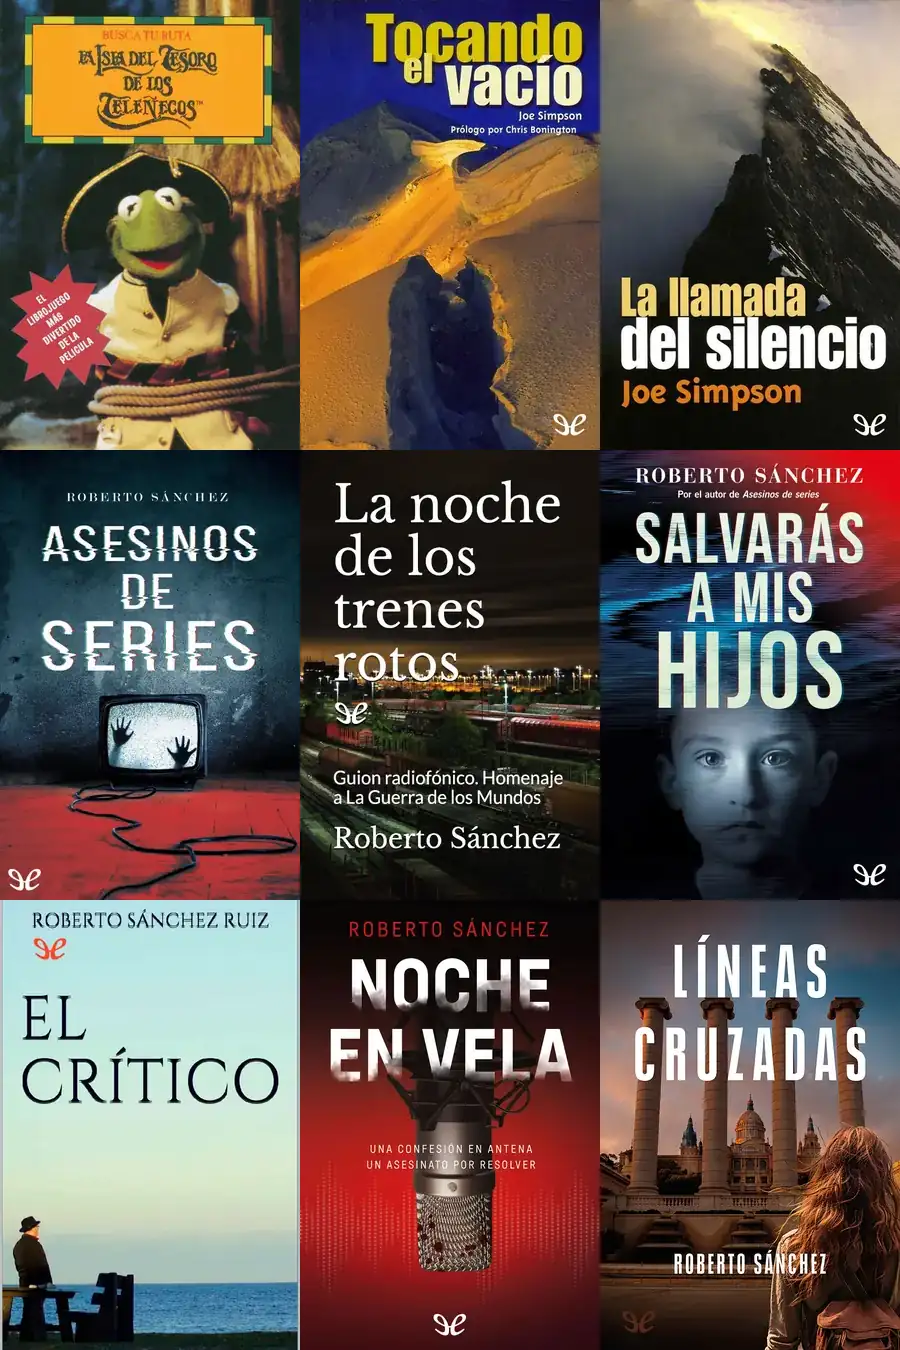 BUSCA TU RUTA
LA ISLA DEL TESORO
DE LOS
TELEÑECOS™
EL
LIBROJUEGO
MÁS
DIVERTIDO
DE LA
PELÍCULA
Tocando
el
vacío
Joe Simpson
Prólogo por Chris Bonington
La llamada
del silencio
Joe Simpson
ROBERTO SÁNCHEZ
ASESINOS
DE
SERIES
La noche
de los
trenes
rotos
Guion radiofónico. Homenaje
a La Guerra de los Mundos
Roberto Sánchez
ROBERTO SÁNCHEZ
Por el autor de Asesinos de series
SALVARÁS
A MIS
HIJOS
ROBERTO SÁNCHEZ RUIZ
EL
CRÍTICO
ROBERTO SÁNCHEZ
NOCHE
EN VELA
UNA CONFESIÓN EN ANTENA
UN ASESINATO POR RESOLVER
LÍNEAS
CRUZADAS
ROBERTO SÁNCHEZ